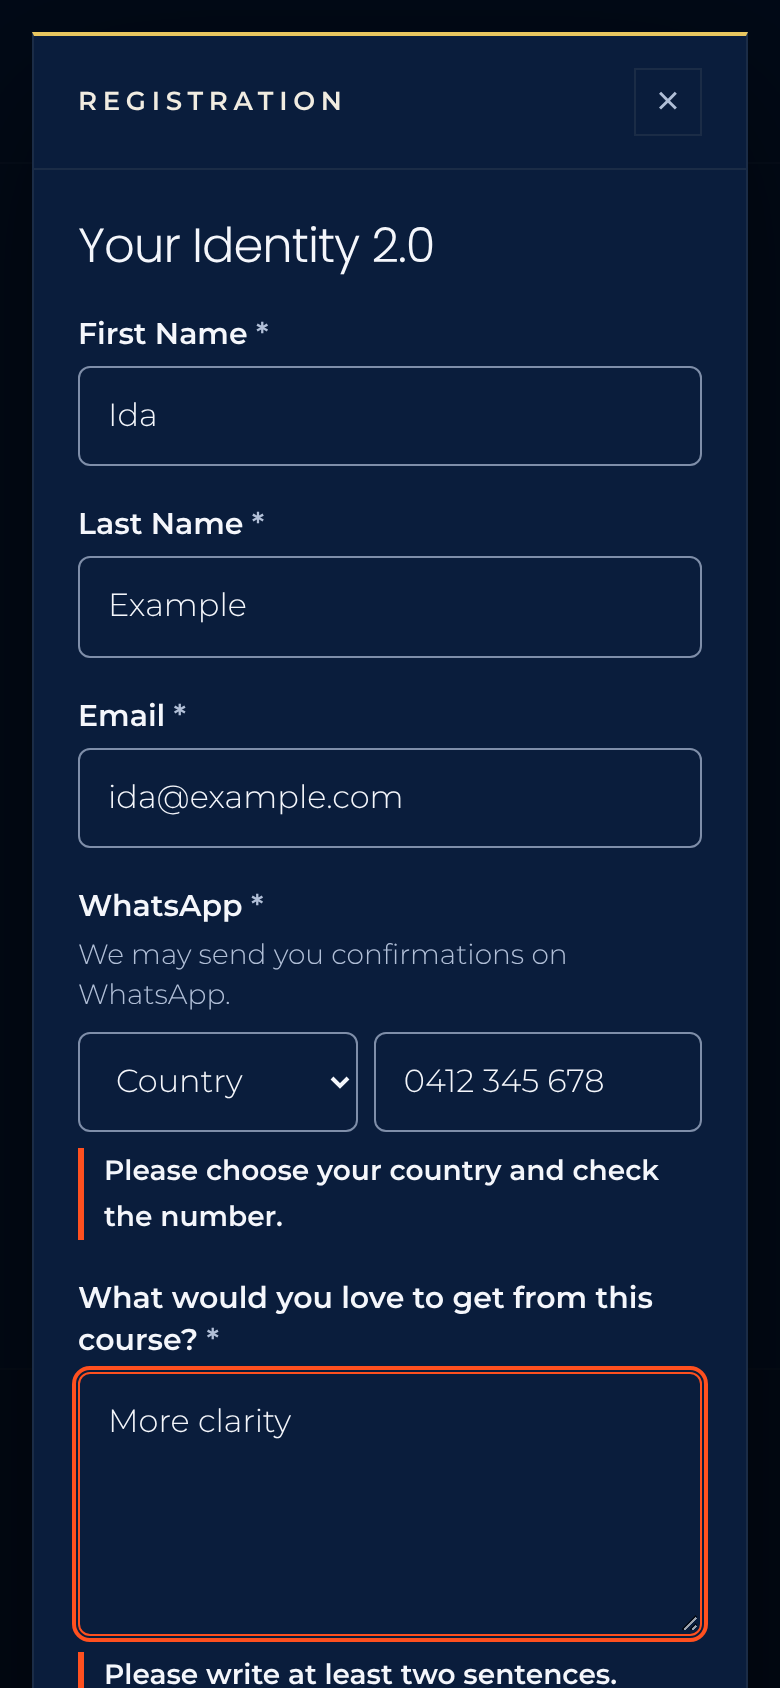 REGISTRATION
×
Your Identity 2.0
First Name *
Ida
Last Name *
Example
Email *
ida@example.com
WhatsApp *
We may send you confirmations on
WhatsApp.
Country
0412 345 678
Please choose your country and check
the number.
What would you love to get from this
course? *
More clarity
Please write at least two sentences.